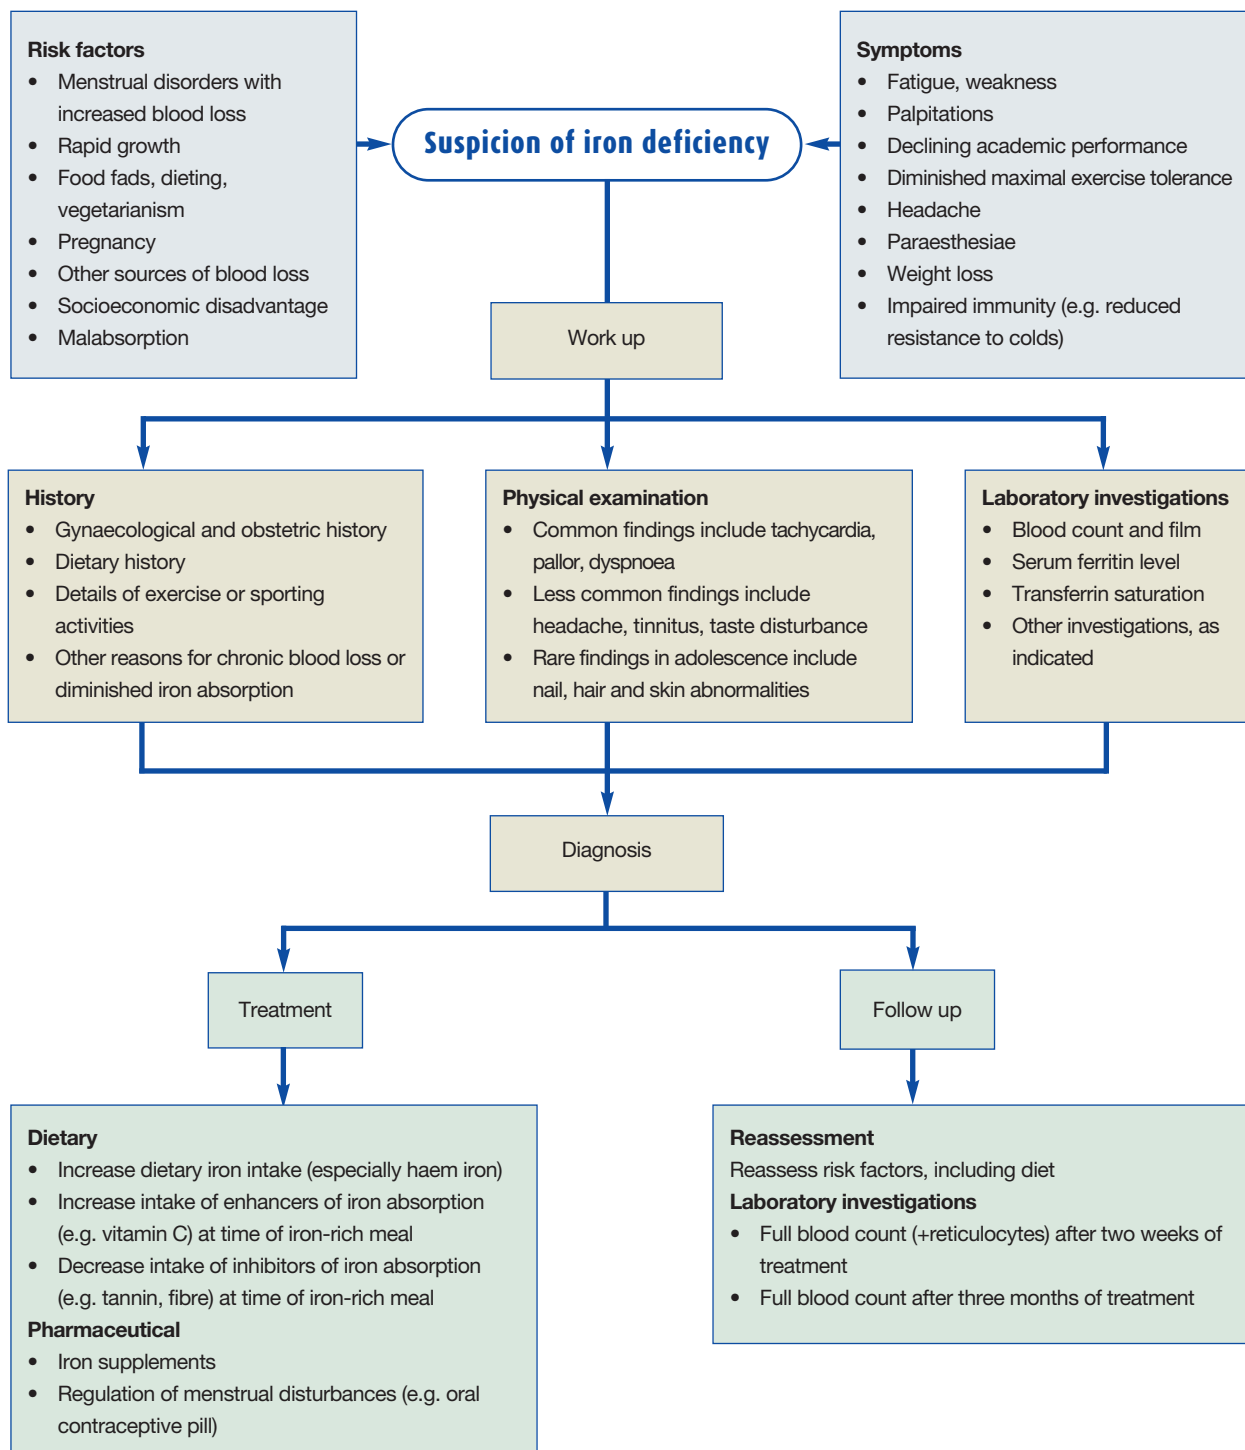 Risk factors
• Menstrual disorders with
increased blood loss
• Rapid growth
• Food fads, dieting,
vegetarianism
• Pregnancy
• Other sources of blood loss
• Socioeconomic disadvantage
• Malabsorption
Suspicion of iron deficiency
Symptoms
• Fatigue, weakness
• Palpitations
• Declining academic performance
• Diminished maximal exercise tolerance
• Headache
• Paraesthesiae
• Weight loss
• Impaired immunity (e.g. reduced
resistance to colds)
Work up
History
• Gynaecological and obstetric history
• Dietary history
• Details of exercise or sporting
activities
• Other reasons for chronic blood loss or
diminished iron absorption
Physical examination
• Common findings include tachycardia,
pallor, dyspnoea
• Less common findings include
headache, tinnitus, taste disturbance
• Rare findings in adolescence include
nail, hair and skin abnormalities
Laboratory investigations
• Blood count and film
• Serum ferritin level
• Transferrin saturation
• Other investigations, as
indicated
Diagnosis
Treatment
Follow up
Dietary
• Increase dietary iron intake (especially haem iron)
• Increase intake of enhancers of iron absorption
(e.g. vitamin C) at time of iron-rich meal
• Decrease intake of inhibitors of iron absorption
(e.g. tannin, fibre) at time of iron-rich meal
Pharmaceutical
• Iron supplements
• Regulation of menstrual disturbances (e.g. oral
contraceptive pill)
Reassessment
Reassess risk factors, including diet
Laboratory investigations
• Full blood count (+reticulocytes) after two weeks of
treatment
• Full blood count after three months of treatment